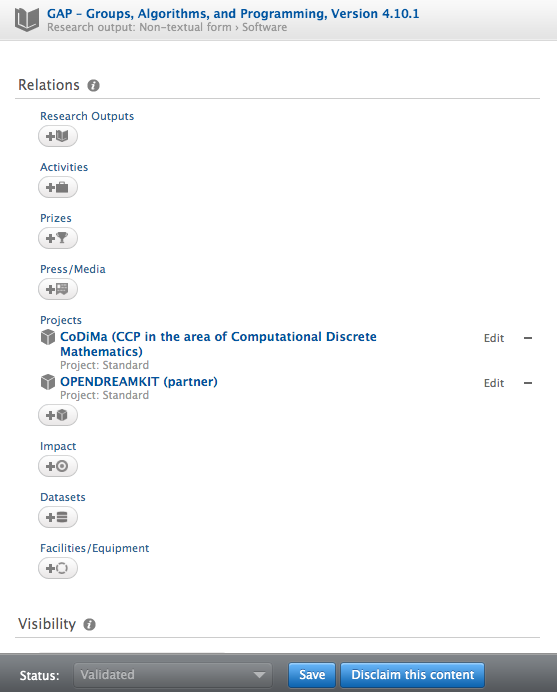 GAP - Groups, Algorithms, and Programming, Version 4.10.1
Research output: Non-textual form › Software
Relations
Research Outputs
Activities
Prizes
Press/Media
Projects
CoDiMa (CCP in the area of Computational Discrete
Mathematics)
Edit
Project: Standard
OPENDREAMKIT (partner)
Edit
Project: Standard
Impact
Datasets
Facilities/Equipment
Visibility
Status: Validated Save Disclaim this content